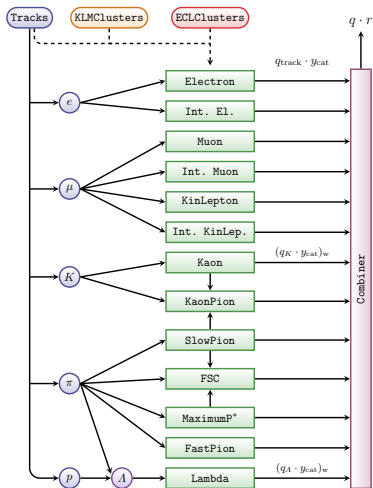 Tracks KLMClusters ECLClusters q · r
Electron q_track · y_cat
e Int. El.
Muon
Int. Muon
μ KinLepton
Int. KinLep.
Kaon (q_K · y_cat)_w
K KaonPion
Combiner
SlowPion
π FSC
MaximumP*
FastPion
p Λ Lambda (q_Λ · y_cat)_w